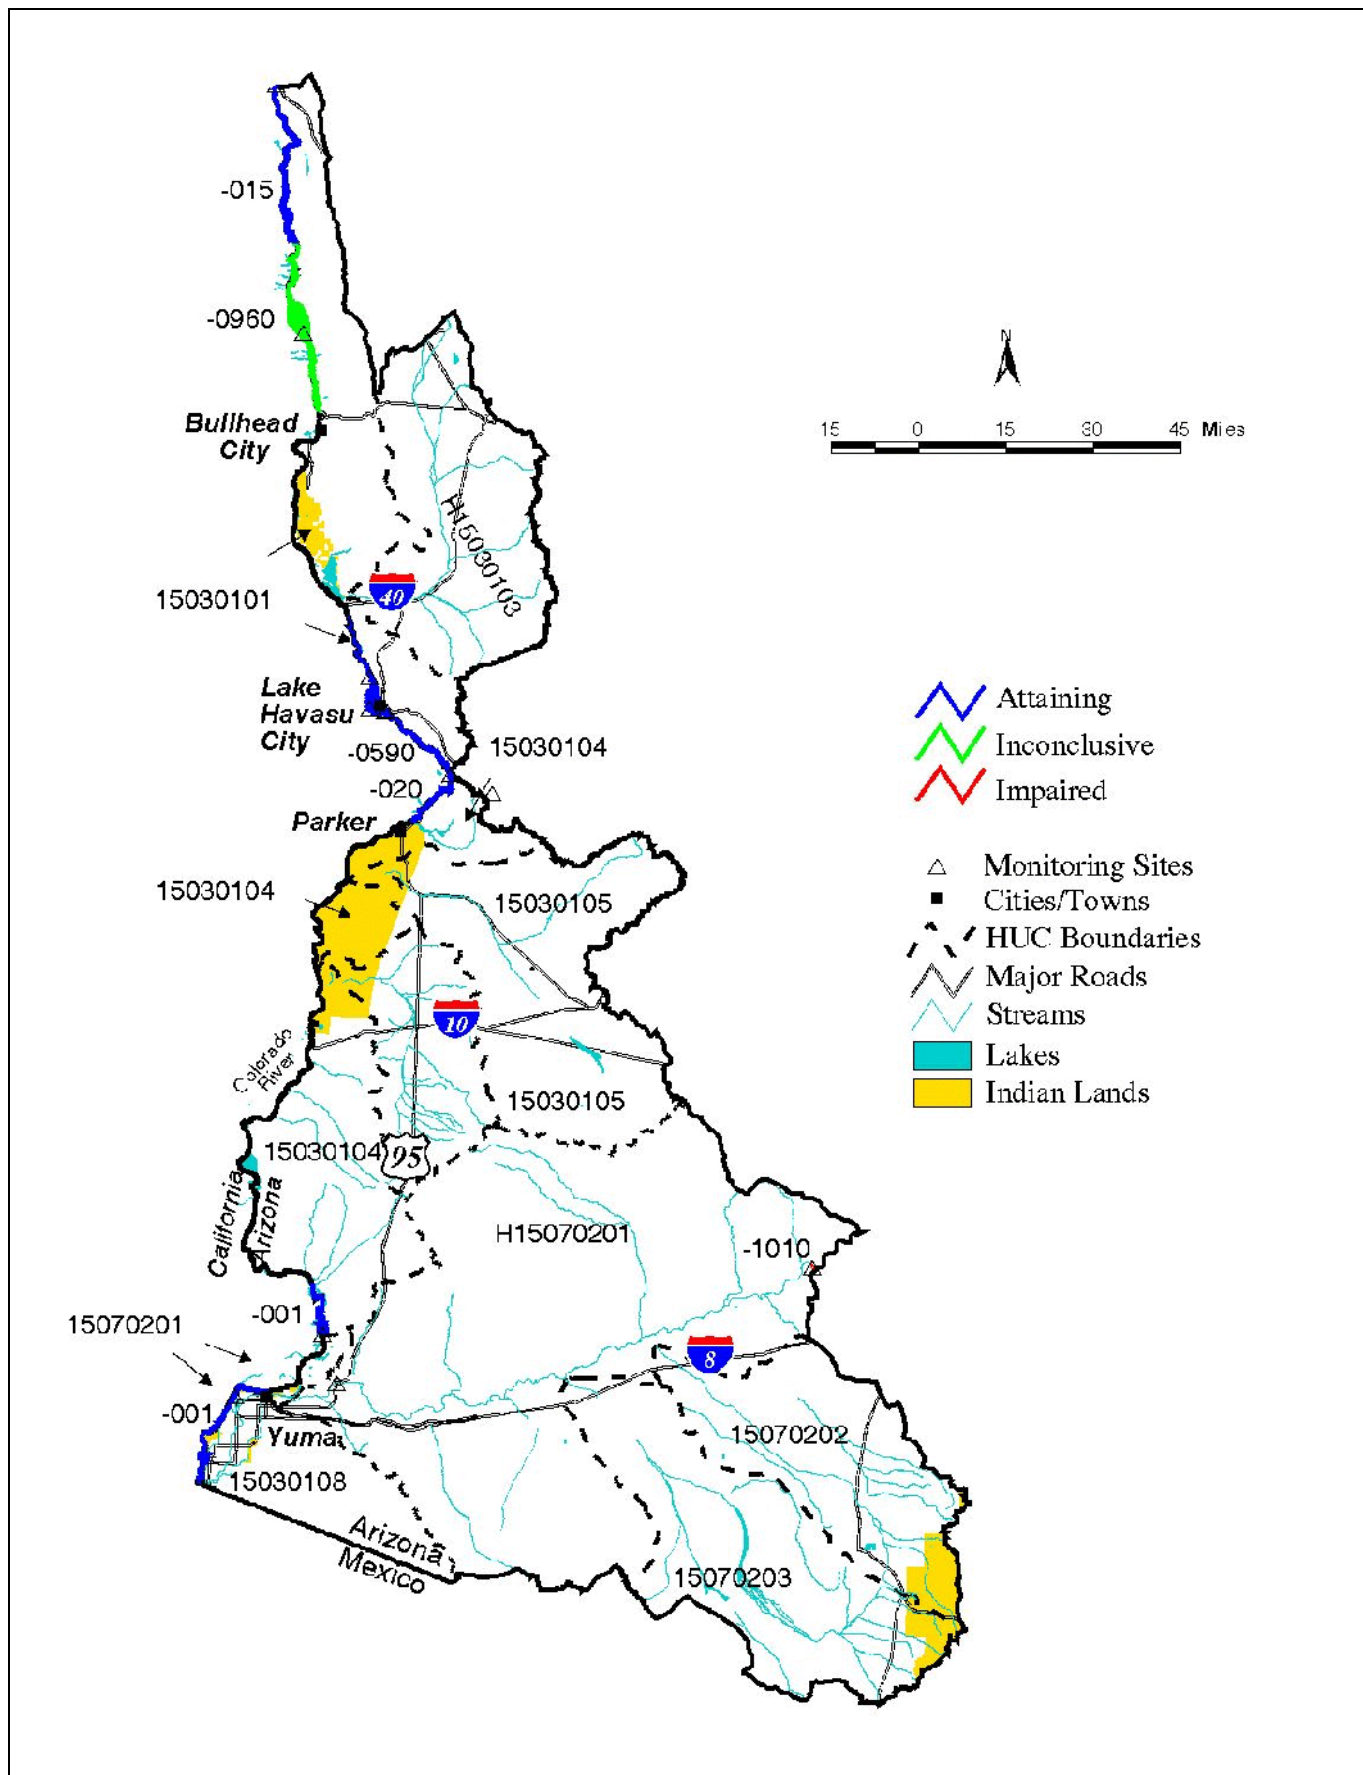 -015
-0960
N
15 0 15 30 45 Mies
Bullhead
City
H15030103
40
15030101
Lake
Havasu
City
-0590
15030104
-020
Parker
15030104
15030105
10
Colorado
River
15030105
15030104
95
California
Arizona
H15070201
-1010
-001
15070201
8
-001
Yuma
15070202
15030108
Arizona
Mexico
15070203
Attaining
Inconclusive
Impaired
Monitoring Sites
Cities/Towns
HUC Boundaries
Major Roads
Streams
Lakes
Indian Lands